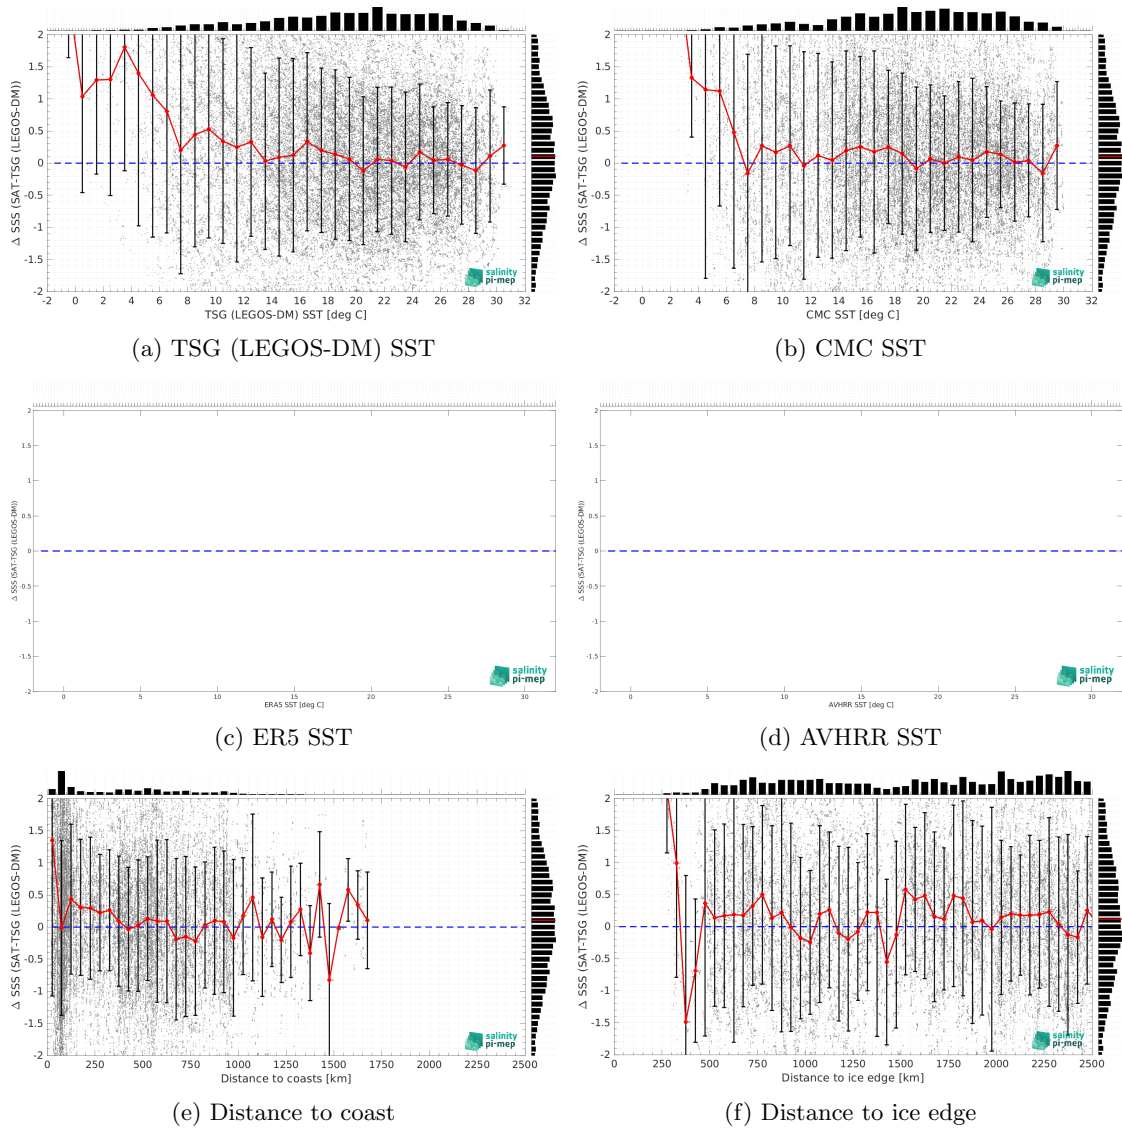 2
1.5
1
0.5
0
-0.5
-1
-1.5
-2
Δ SSS (SAT-TSG (LEGOS-DM))
-2 0 2 4 6 8 10 12 14 16 18 20 22 24 26 28 30 32
TSG (LEGOS-DM) SST [deg C]
salinity
pi-mep
(a) TSG (LEGOS-DM) SST
2
1.5
1
0.5
0
-0.5
-1
-1.5
-2
Δ SSS (SAT-TSG (LEGOS-DM))
-2 0 2 4 6 8 10 12 14 16 18 20 22 24 26 28 30 32
CMC SST [deg C]
salinity
pi-mep
(b) CMC SST
2
1.5
1
0.5
0
-0.5
-1
-1.5
-2
Δ SSS (SAT-TSG (LEGOS-DM))
0 5 10 15 20 25 30
ERA5 SST [deg C]
salinity
pi-mep
(c) ER5 SST
2
1.5
1
0.5
0
-0.5
-1
-1.5
-2
Δ SSS (SAT-TSG (LEGOS-DM))
0 5 10 15 20 25 30
AVHRR SST [deg C]
salinity
pi-mep
(d) AVHRR SST
2
1.5
1
0.5
0
-0.5
-1
-1.5
-2
Δ SSS (SAT-TSG (LEGOS-DM))
0 250 500 750 1000 1250 1500 1750 2000 2250 2500
Distance to coasts [km]
salinity
pi-mep
(e) Distance to coast
2
1.5
1
0.5
0
-0.5
-1
-1.5
-2
Δ SSS (SAT-TSG (LEGOS-DM))
0 250 500 750 1000 1250 1500 1750 2000 2250 2500
Distance to ice edge [km]
salinity
pi-mep
(f) Distance to ice edge